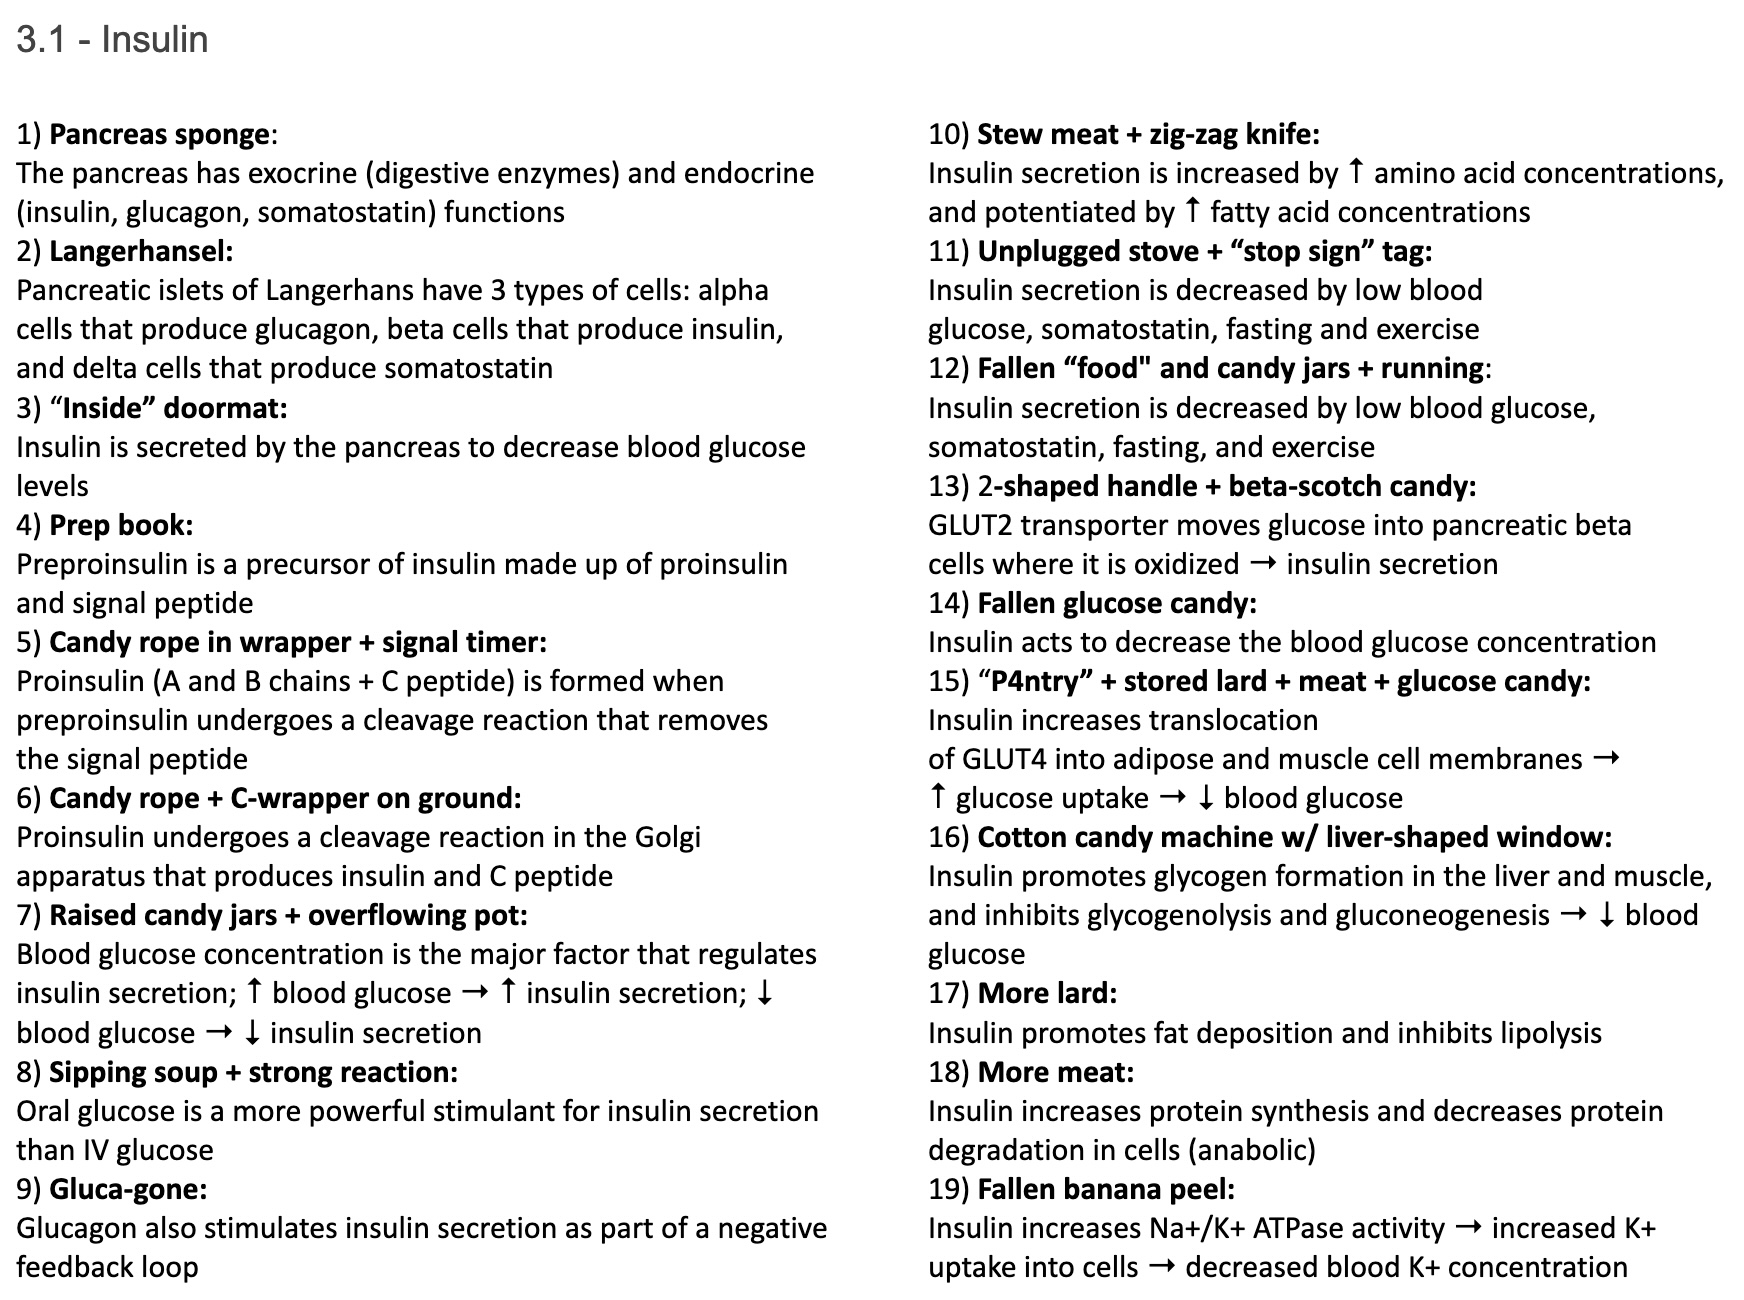 3.1 - Insulin
1) Pancreas sponge:
The pancreas has exocrine (digestive enzymes) and endocrine
(insulin, glucagon, somatostatin) functions
2) Langerhansel:
Pancreatic islets of Langerhans have 3 types of cells: alpha
cells that produce glucagon, beta cells that produce insulin,
and delta cells that produce somatostatin
3) “Inside” doormat:
Insulin is secreted by the pancreas to decrease blood glucose
levels
4) Prep book:
Preproinsulin is a precursor of insulin made up of proinsulin
and signal peptide
5) Candy rope in wrapper + signal timer:
Proinsulin (A and B chains + C peptide) is formed when
preproinsulin undergoes a cleavage reaction that removes
the signal peptide
6) Candy rope + C-wrapper on ground:
Proinsulin undergoes a cleavage reaction in the Golgi
apparatus that produces insulin and C peptide
7) Raised candy jars + overflowing pot:
Blood glucose concentration is the major factor that regulates
insulin secretion; ↑ blood glucose → ↑ insulin secretion; ↓
blood glucose → ↓ insulin secretion
8) Sipping soup + strong reaction:
Oral glucose is a more powerful stimulant for insulin secretion
than IV glucose
9) Gluca-gone:
Glucagon also stimulates insulin secretion as part of a negative
feedback loop
10) Stew meat + zig-zag knife:
Insulin secretion is increased by ↑ amino acid concentrations,
and potentiated by ↑ fatty acid concentrations
11) Unplugged stove + “stop sign” tag:
Insulin secretion is decreased by low blood
glucose, somatostatin, fasting and exercise
12) Fallen “food" and candy jars + running:
Insulin secretion is decreased by low blood glucose,
somatostatin, fasting, and exercise
13) 2-shaped handle + beta-scotch candy:
GLUT2 transporter moves glucose into pancreatic beta
cells where it is oxidized → insulin secretion
14) Fallen glucose candy:
Insulin acts to decrease the blood glucose concentration
15) “P4ntry” + stored lard + meat + glucose candy:
Insulin increases translocation
of GLUT4 into adipose and muscle cell membranes →
↑ glucose uptake → ↓ blood glucose
16) Cotton candy machine w/ liver-shaped window:
Insulin promotes glycogen formation in the liver and muscle,
and inhibits glycogenolysis and gluconeogenesis → ↓ blood
glucose
17) More lard:
Insulin promotes fat deposition and inhibits lipolysis
18) More meat:
Insulin increases protein synthesis and decreases protein
degradation in cells (anabolic)
19) Fallen banana peel:
Insulin increases Na+/K+ ATPase activity → increased K+
uptake into cells → decreased blood K+ concentration